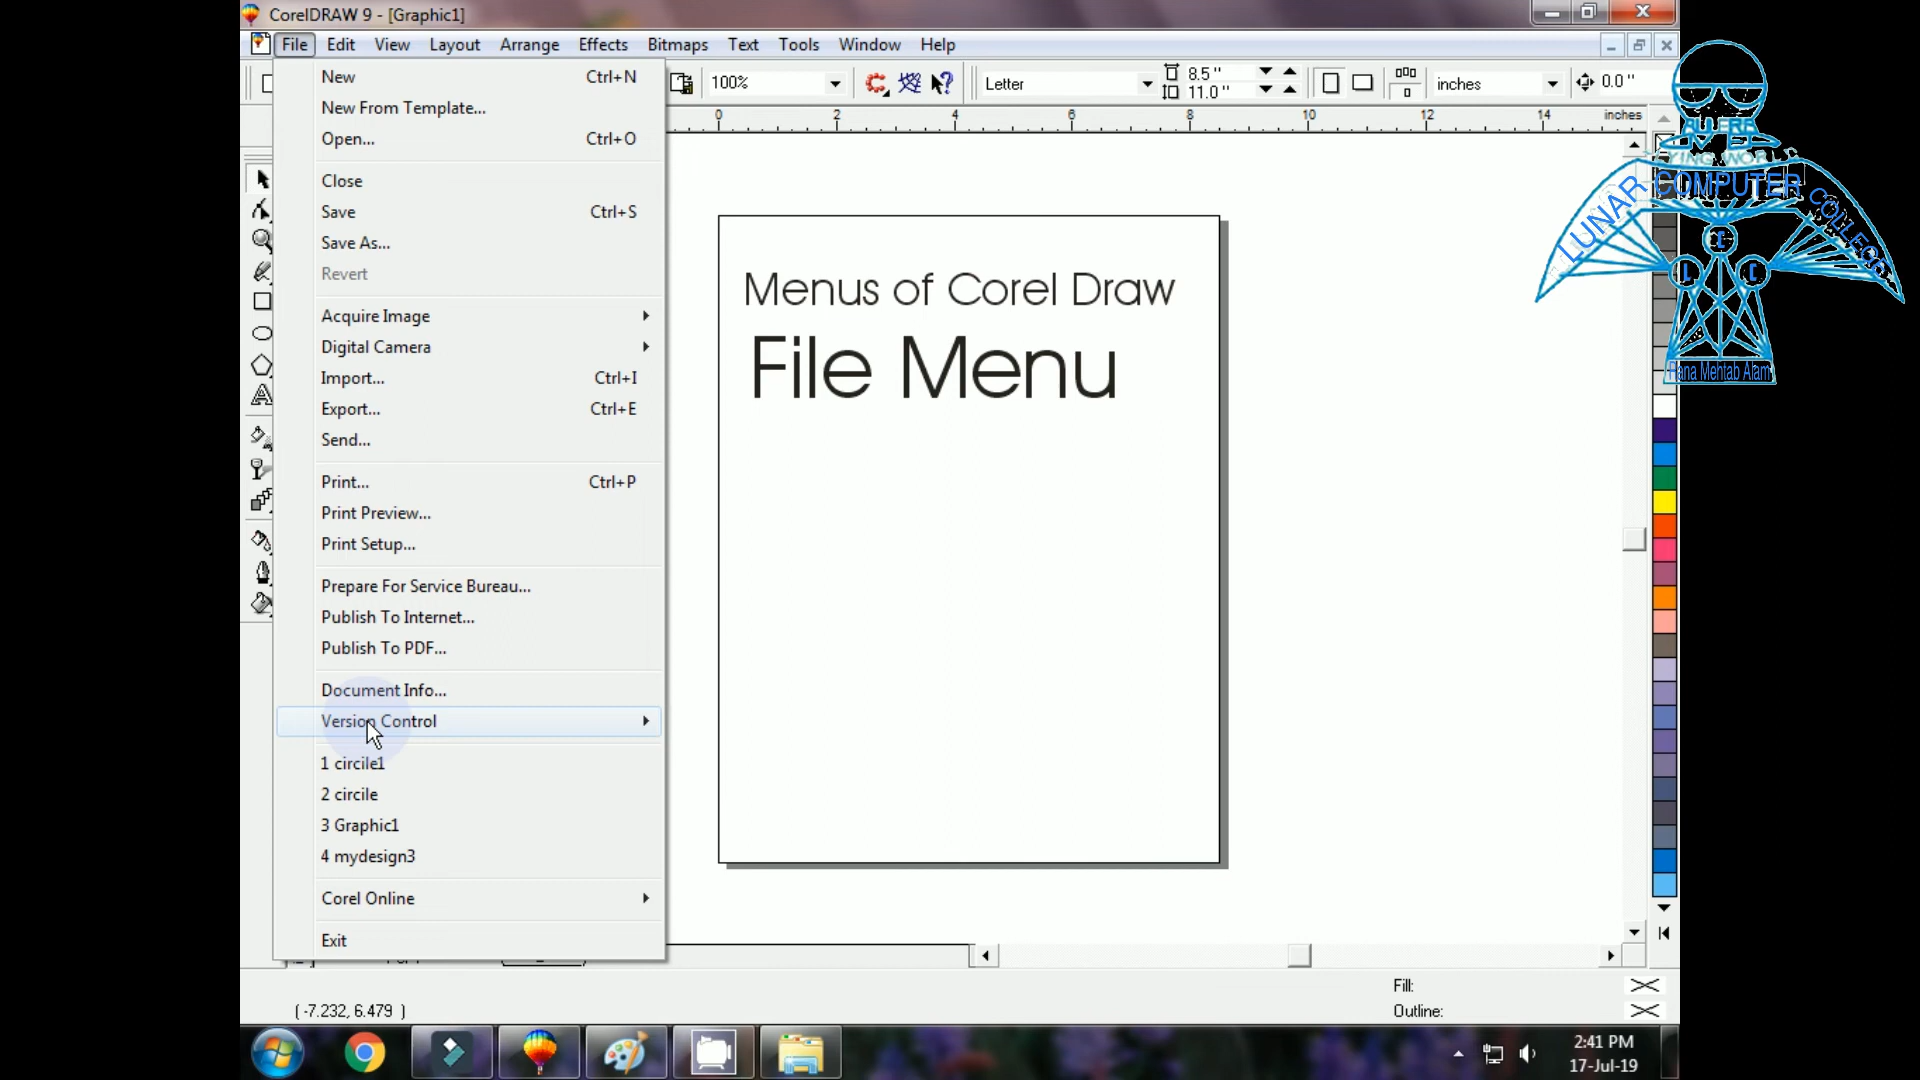 CorelDRAW 9 - [Graphic1]
File Edit View Layout Arrange Effects Bitmaps Text Tools Window Help
New Ctrl+N
New From Template...
Open... Ctrl+O
Close
Save Ctrl+S
Save As...
Revert
Acquire Image
Digital Camera
Import... Ctrl+I
Export... Ctrl+E
Send...
Print... Ctrl+P
Print Preview...
Print Setup...
Prepare For Service Bureau...
Publish To Internet...
Publish To PDF...
Document Info...
Version Control
1 circile1
2 circile
3 Graphic1
4 mydesign3
Corel Online
Exit
100%
Letter
8.5 "
11.0 "
inches
0.0 "
0 2 4 6 8 10 12 14 inches
Menus of Corel Draw
File Menu
LUNAR COMPUTER COLLEGE
Rana Mehtab Alam
Fill:
Outline:
( -7.232, 6.479 )
2:41 PM
17-Jul-19